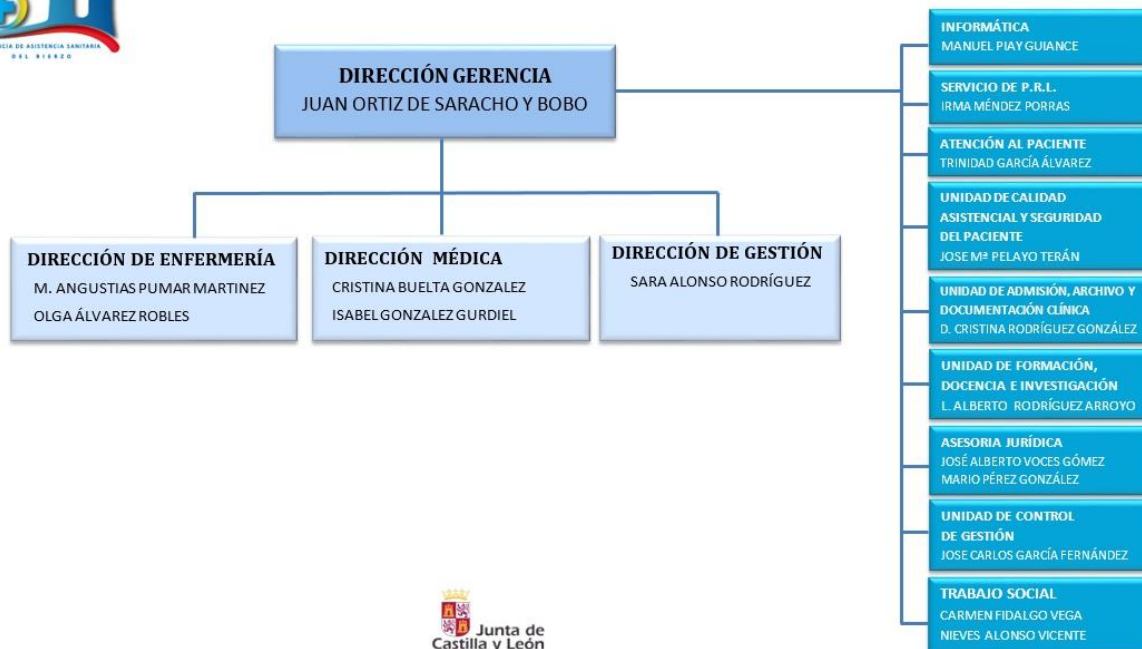 DE ASISTENCIA SANITARIA
DEL BIERZO
DIRECCIÓN GERENCIA
JUAN ORTIZ DE SARACHO Y BOBO
DIRECCIÓN DE ENFERMERÍA
M. ANGUSTIAS PUMAR MARTINEZ
OLGA ÁLVAREZ ROBLES
DIRECCIÓN MÉDICA
CRISTINA BUELTA GONZALEZ
ISABEL GONZALEZ GURDIEL
DIRECCIÓN DE GESTIÓN
SARA ALONSO RODRÍGUEZ
INFORMÁTICA
MANUEL PIAY GUIANCE
SERVICIO DE P.R.L.
IRMA MÉNDEZ PORRAS
ATENCIÓN AL PACIENTE
TRINIDAD GARCÍA ÁLVAREZ
UNIDAD DE CALIDAD
ASISTENCIAL Y SEGURIDAD
DEL PACIENTE
JOSE Mª PELAYO TERÁN
UNIDAD DE ADMISIÓN, ARCHIVO Y
DOCUMENTACIÓN CLÍNICA
D. CRISTINA RODRÍGUEZ GONZÁLEZ
UNIDAD DE FORMACIÓN,
DOCENCIA E INVESTIGACIÓN
L. ALBERTO RODRÍGUEZ ARROYO
ASESORIA JURÍDICA
JOSÉ ALBERTO VOCES GÓMEZ
MARIO PÉREZ GONZÁLEZ
UNIDAD DE CONTROL
DE GESTIÓN
JOSE CARLOS GARCÍA FERNÁNDEZ
TRABAJO SOCIAL
CARMEN FIDALGO VEGA
NIEVES ALONSO VICENTE
Junta de
Castilla y León